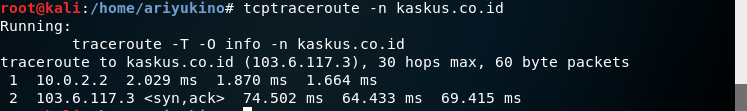 root@kali:/home/ariyukino# tcptraceroute -n kaskus.co.id
Running:
        traceroute -T -O info -n kaskus.co.id
traceroute to kaskus.co.id (103.6.117.3), 30 hops max, 60 byte packets
 1  10.0.2.2  2.029 ms  1.870 ms  1.664 ms
 2  103.6.117.3 <syn,ack>  74.502 ms  64.433 ms  69.415 ms